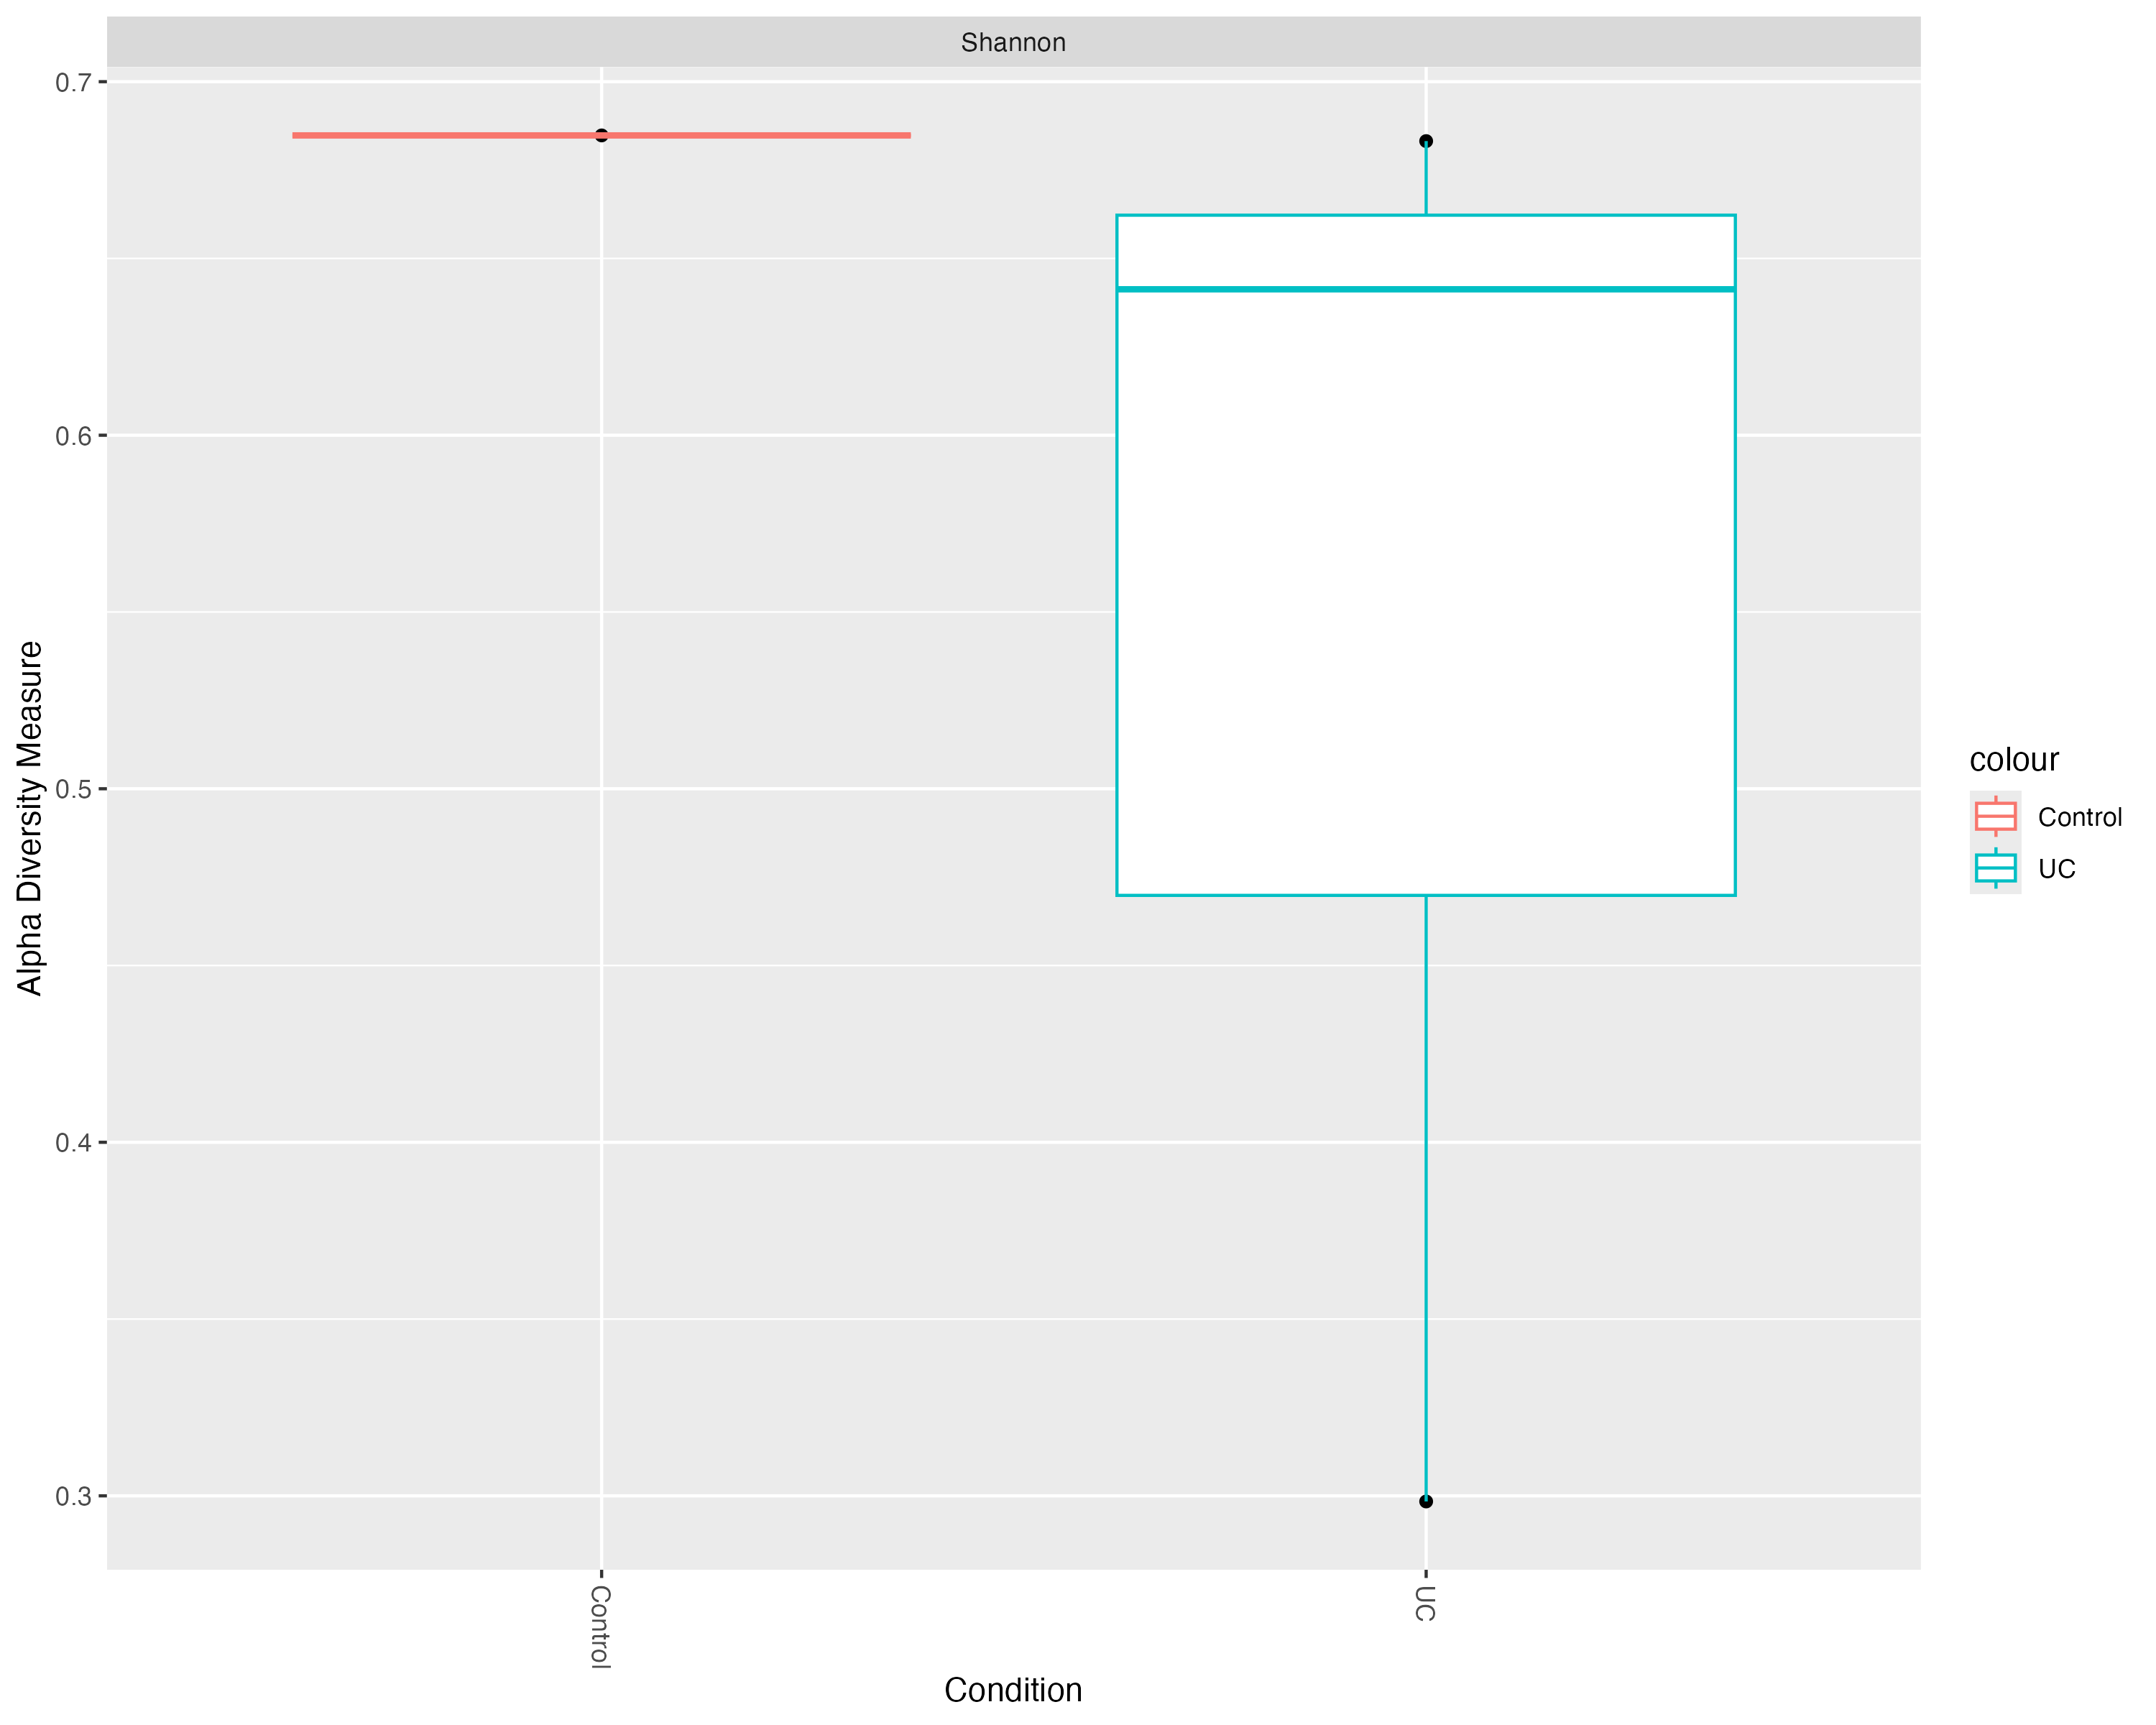 Shannon
0.7
0.6
0.5
0.4
0.3
Alpha Diversity Measure
Control
UC
Condition
colour
Control
UC